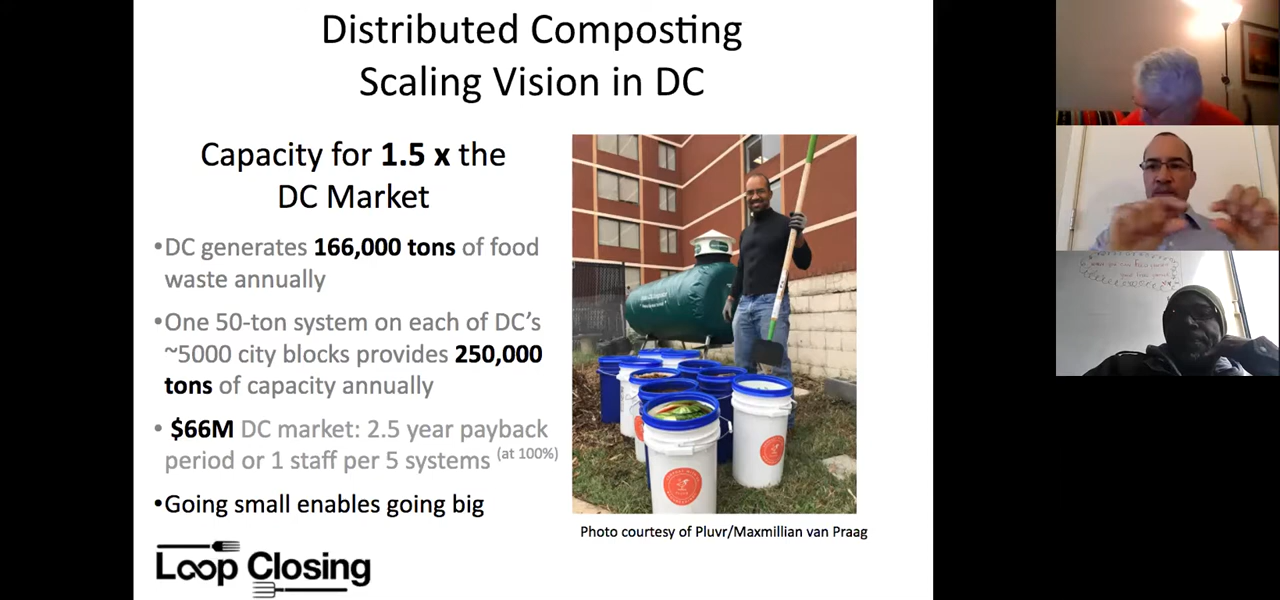 Distributed Composting
Scaling Vision in DC
Capacity for 1.5 x the
DC Market
•DC generates 166,000 tons of food
waste annually
•One 50-ton system on each of DC's
~5000 city blocks provides 250,000
tons of capacity annually
• $66M DC market: 2.5 year payback
period or 1 staff per 5 systems (at 100%)
•Going small enables going big
Loop Closing
Photo courtesy of Pluvr/Maxmillian van Praag